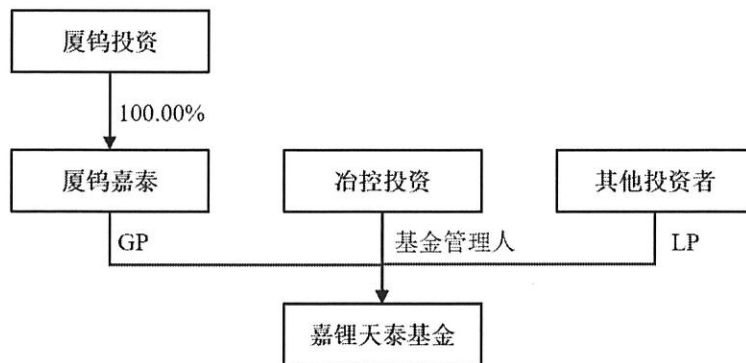 厦钨投资
100.00%
厦钨嘉泰
冶控投资
其他投资者
GP
基金管理人
LP
嘉锂天泰基金